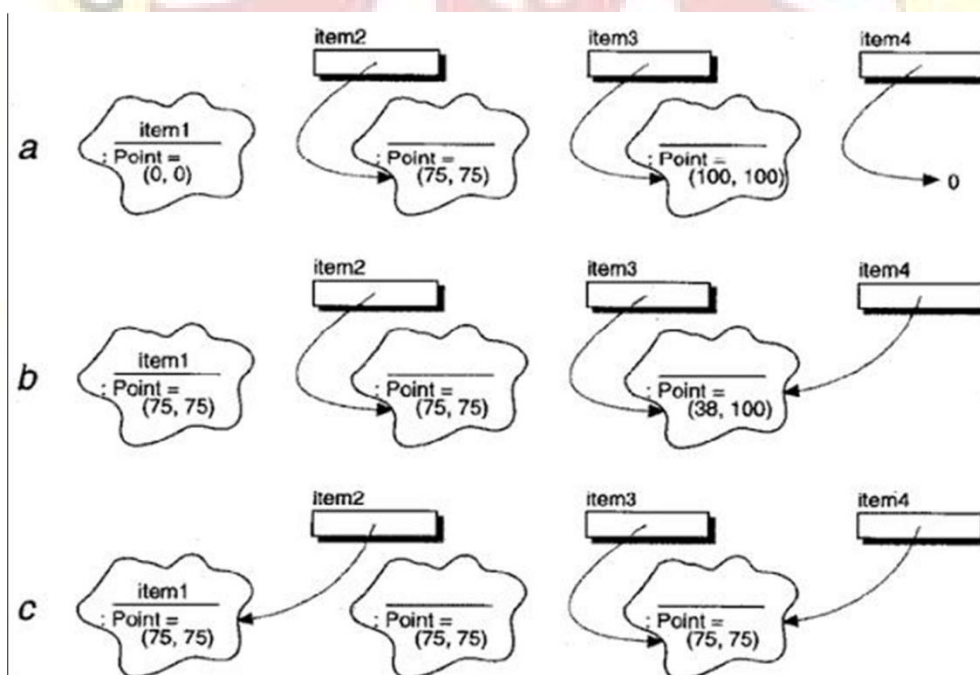 item2 item3 item4
a
item1
: Point =
(0, 0)
: Point =
(75, 75)
: Point =
(100, 100)
0
item2 item3 item4
b
item1
: Point =
(75, 75)
: Point =
(75, 75)
: Point =
(38, 100)
item2 item3 item4
c
item1
: Point =
(75, 75)
: Point =
(75, 75)
: Point =
(75, 75)